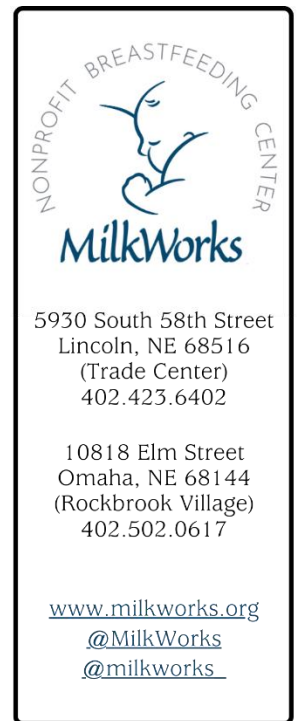 NONPROFIT BREASTFEEDING CENTER
MilkWorks
5930 South 58th Street
Lincoln, NE 68516
(Trade Center)
402.423.6402
10818 Elm Street
Omaha, NE 68144
(Rockbrook Village)
402.502.0617
www.milkworks.org
@MilkWorks
@milkworks_